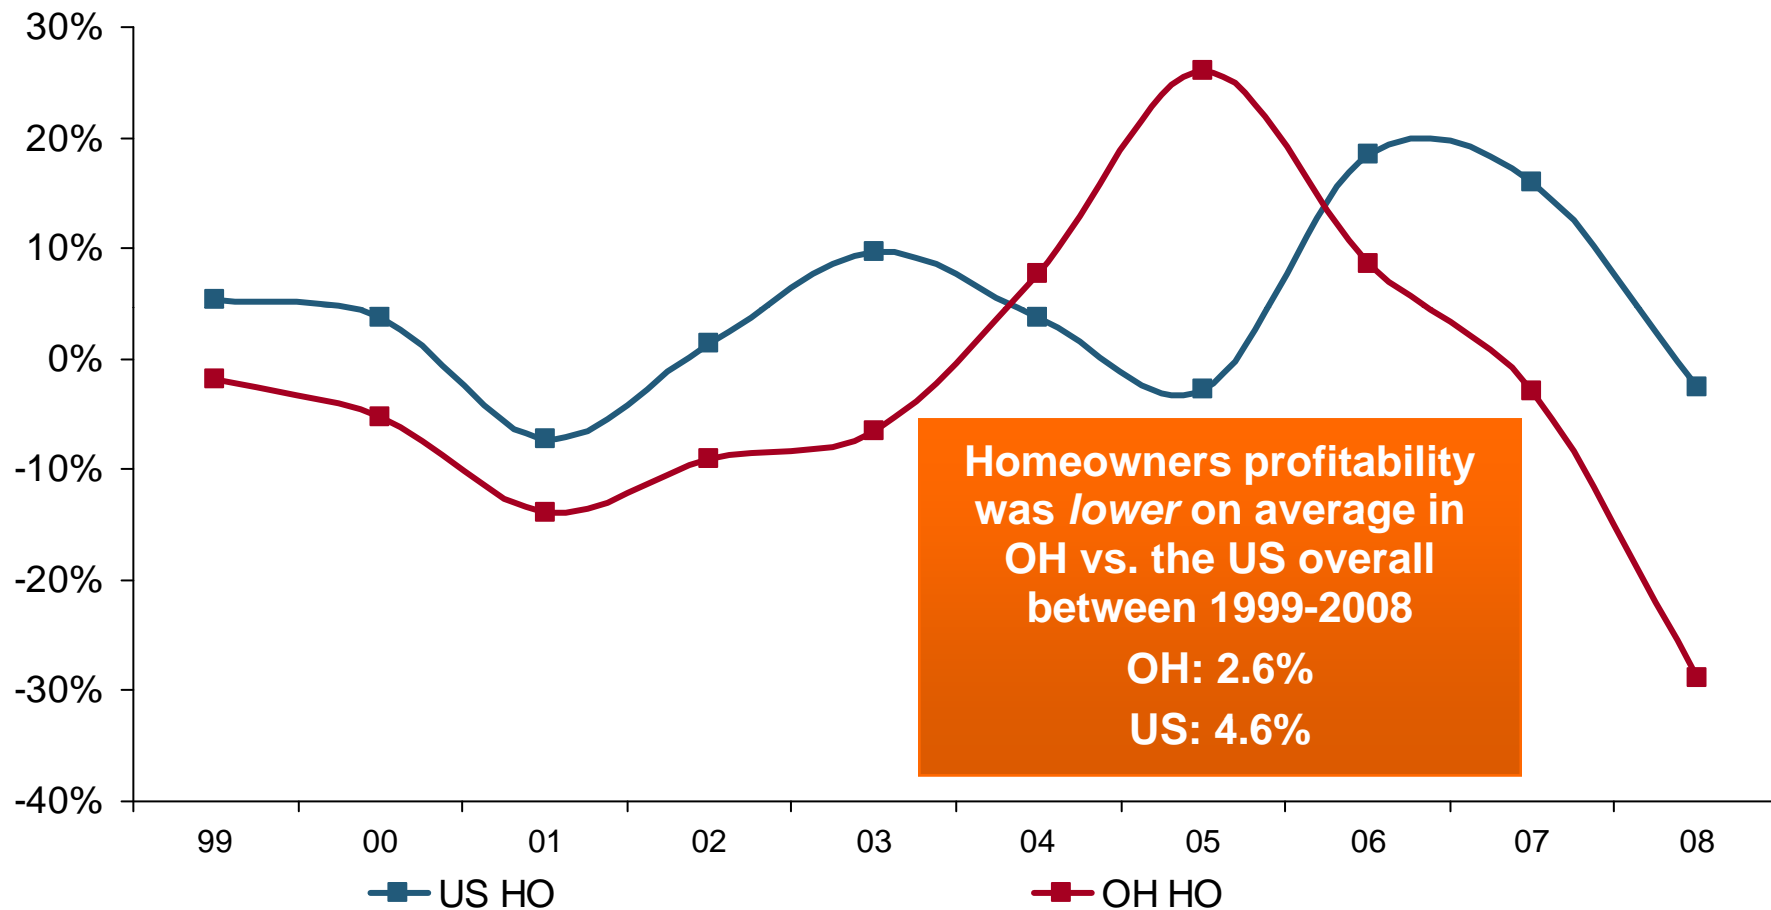 30%
20%
10%
0%
-10%
-20%
-30%
-40%
Homeowners profitability
was lower on average in
OH vs. the US overall
between 1999-2008
OH: 2.6%
US: 4.6%
99 00 01 02 03 04 05 06 07 08
US HO OH HO